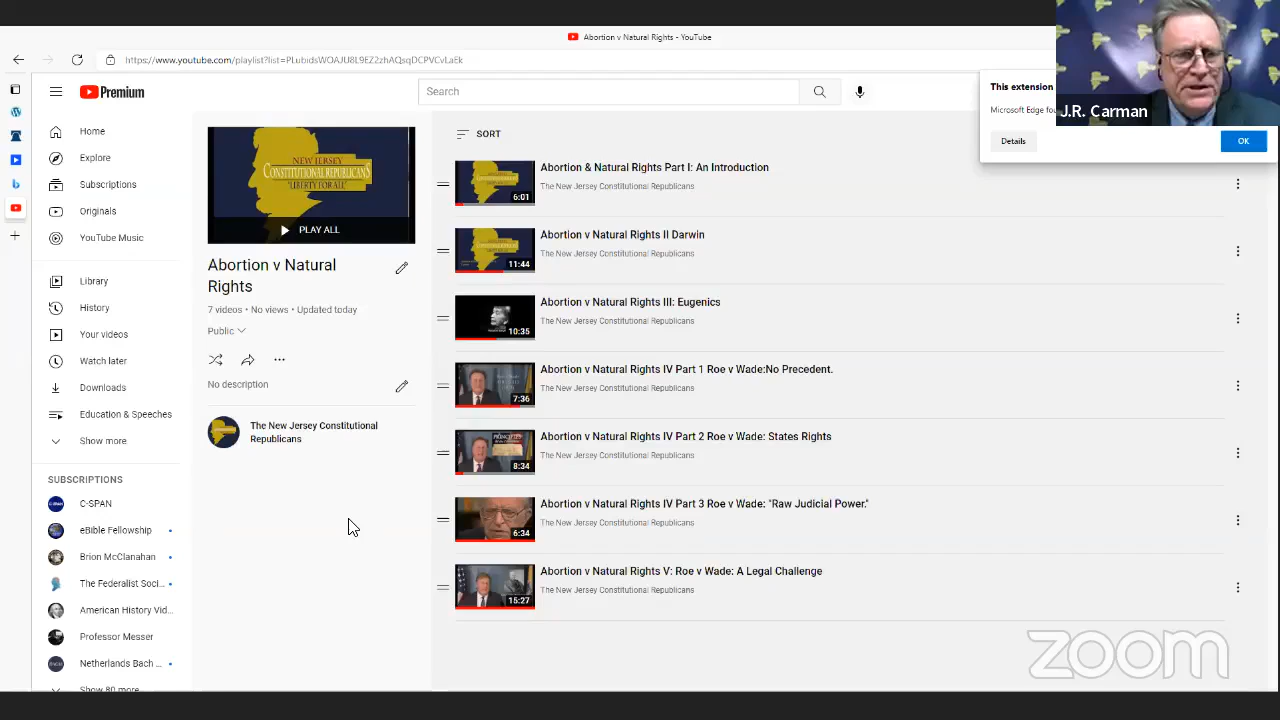 Abortion v Natural Rights - YouTube
https://www.youtube.com/playlist?list=PLubidsWOAJU8L9EZ2zhAQsqDCPVCvLaEk
Premium
Search
This extension
Microsoft Edge fou
Details
OK
J.R. Carman
Home
Explore
Subscriptions
Originals
YouTube Music
Library
History
Your videos
Watch later
Downloads
Education & Speeches
Show more
SUBSCRIPTIONS
C-SPAN
eBible Fellowship
Brion McClanahan
The Federalist Soci...
American History Vid...
Professor Messer
Netherlands Bach ...
Show 80 more
NEW JERSEY
CONSTITUTIONAL REPUBLICANS
"LIBERTY FOR ALL"
PLAY ALL
Abortion v Natural
Rights
7 videos • No views • Updated today
Public
No description
The New Jersey Constitutional
Republicans
SORT
6:01
Abortion & Natural Rights Part I: An Introduction
The New Jersey Constitutional Republicans
11:44
Abortion v Natural Rights II Darwin
The New Jersey Constitutional Republicans
10:35
Abortion v Natural Rights III: Eugenics
The New Jersey Constitutional Republicans
7:36
Abortion v Natural Rights IV Part 1 Roe v Wade:No Precedent.
The New Jersey Constitutional Republicans
8:34
Abortion v Natural Rights IV Part 2 Roe v Wade: States Rights
The New Jersey Constitutional Republicans
6:34
Abortion v Natural Rights IV Part 3 Roe v Wade: "Raw Judicial Power."
The New Jersey Constitutional Republicans
15:27
Abortion v Natural Rights V: Roe v Wade: A Legal Challenge
The New Jersey Constitutional Republicans
zoom